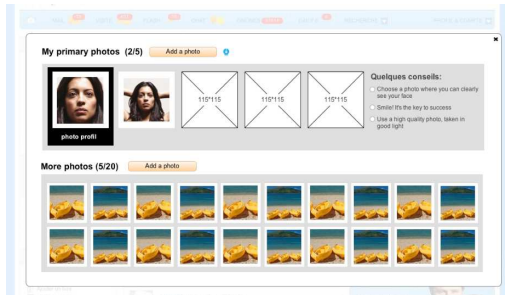 My primary photos (2/5)
Add a photo
115*115
115*115
115*115
photo profil
Quelques conseils:
Choose a photo where you can clearly
see your face
Smile! It's the key to success
Use a high quality photo, taken in
good light
More photos (5/20)
Add a photo